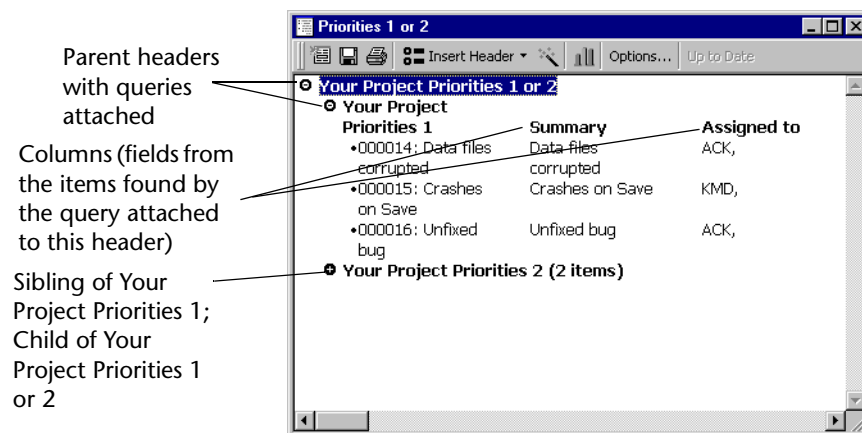 Priorities 1 or 2
Insert Header
Options...
Up to Date
Parent headers
with queries
attached
Your Project Priorities 1 or 2
Your Project
Priorities 1
Summary
Assigned to
Columns (fields from
the items found by
the query attached
to this header)
•000014: Data files
corrupted
Data files
corrupted
ACK,
•000015: Crashes
on Save
Crashes on Save
KMD,
•000016: Unfixed
bug
Unfixed bug
ACK,
Sibling of Your
Project Priorities 1;
Child of Your
Project Priorities 1
or 2
Your Project Priorities 2 (2 items)